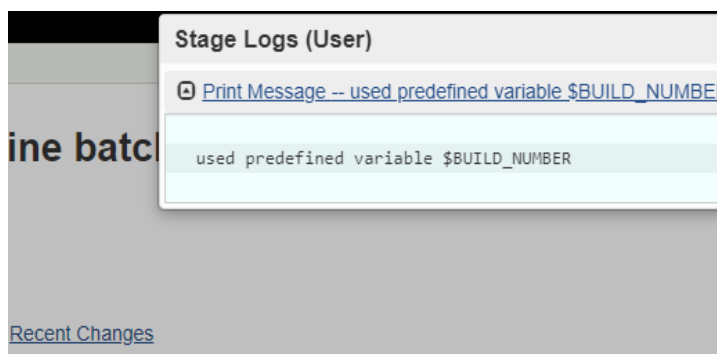 Stage Logs (User)
Print Message -- used predefined variable $BUILD_NUMBE
ine batc
used predefined variable $BUILD_NUMBER
Recent Changes